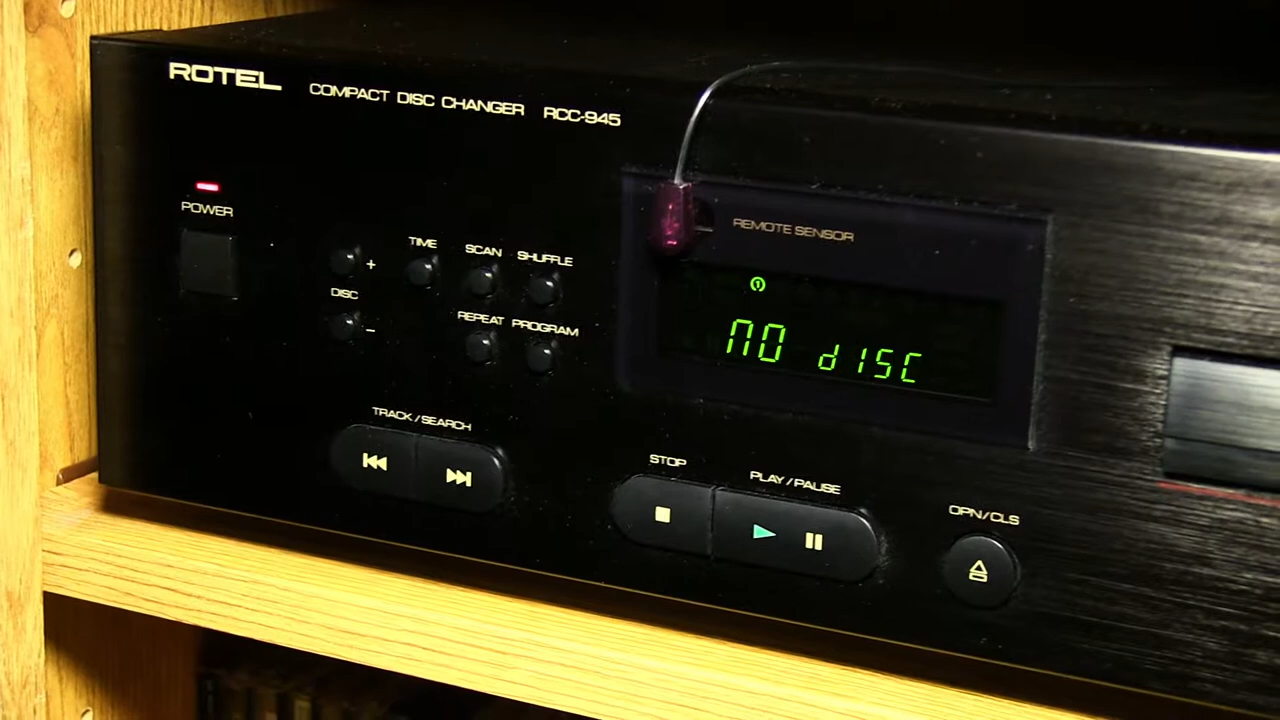 ROTEL COMPACT DISC CHANGER RCC-945
POWER
REMOTE SENSOR
TIME SCAN SHUFFLE
+
DISC
−
REPEAT PROGRAM
1
NO dISC
TRACK/SEARCH
STOP
PLAY/PAUSE
OPN/CLS